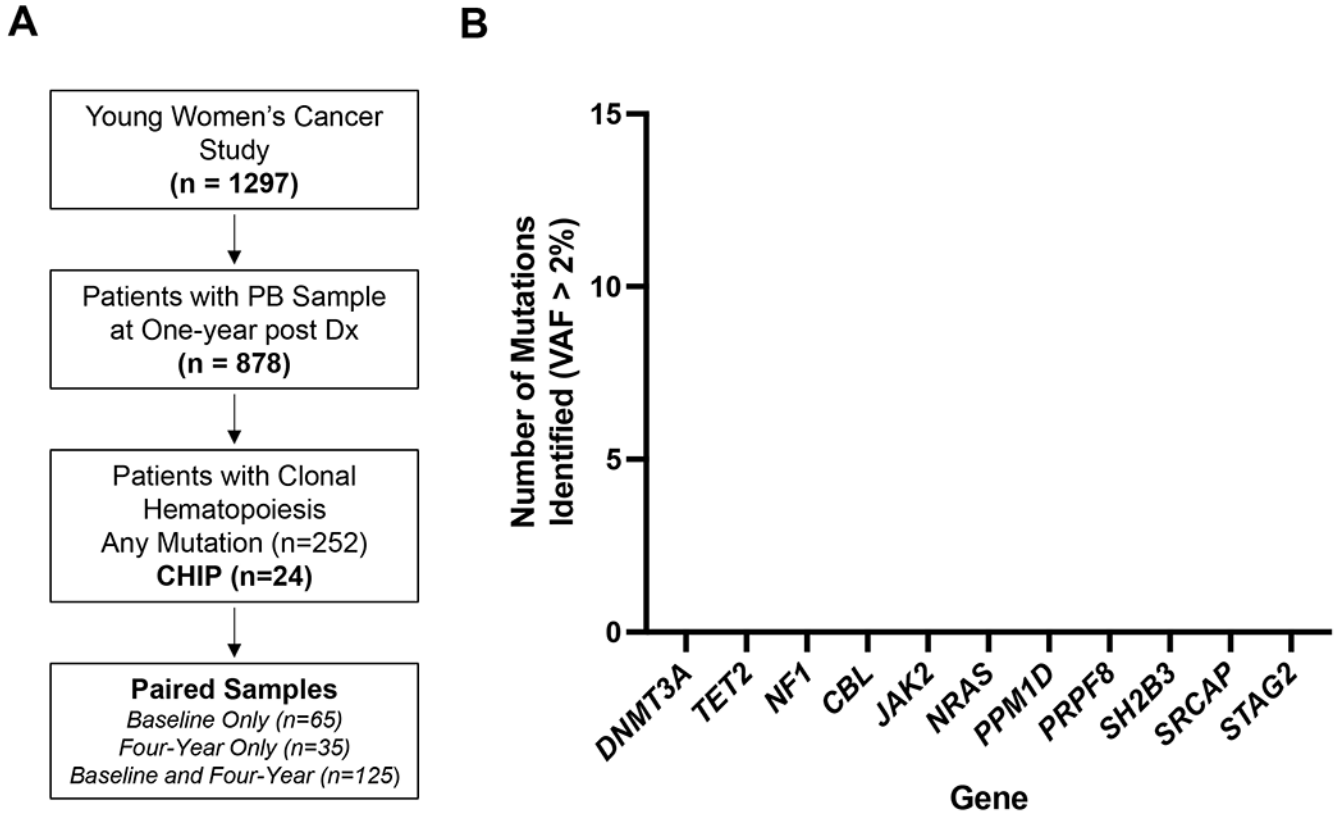 A
Young Women's Cancer
Study
(n = 1297)
Patients with PB Sample
at One-year post Dx
(n = 878)
Patients with Clonal
Hematopoiesis
Any Mutation (n=252)
CHIP (n=24)
Paired Samples
Baseline Only (n=65)
Four-Year Only (n=35)
Baseline and Four-Year (n=125)
B
Number of Mutations
Identified (VAF > 2%)
15
10
5
0
DNMT3A
TET2
NF1
CBL
JAK2
NRAS
PPM1D
PRPF8
SH2B3
SRCAP
STAG2
Gene